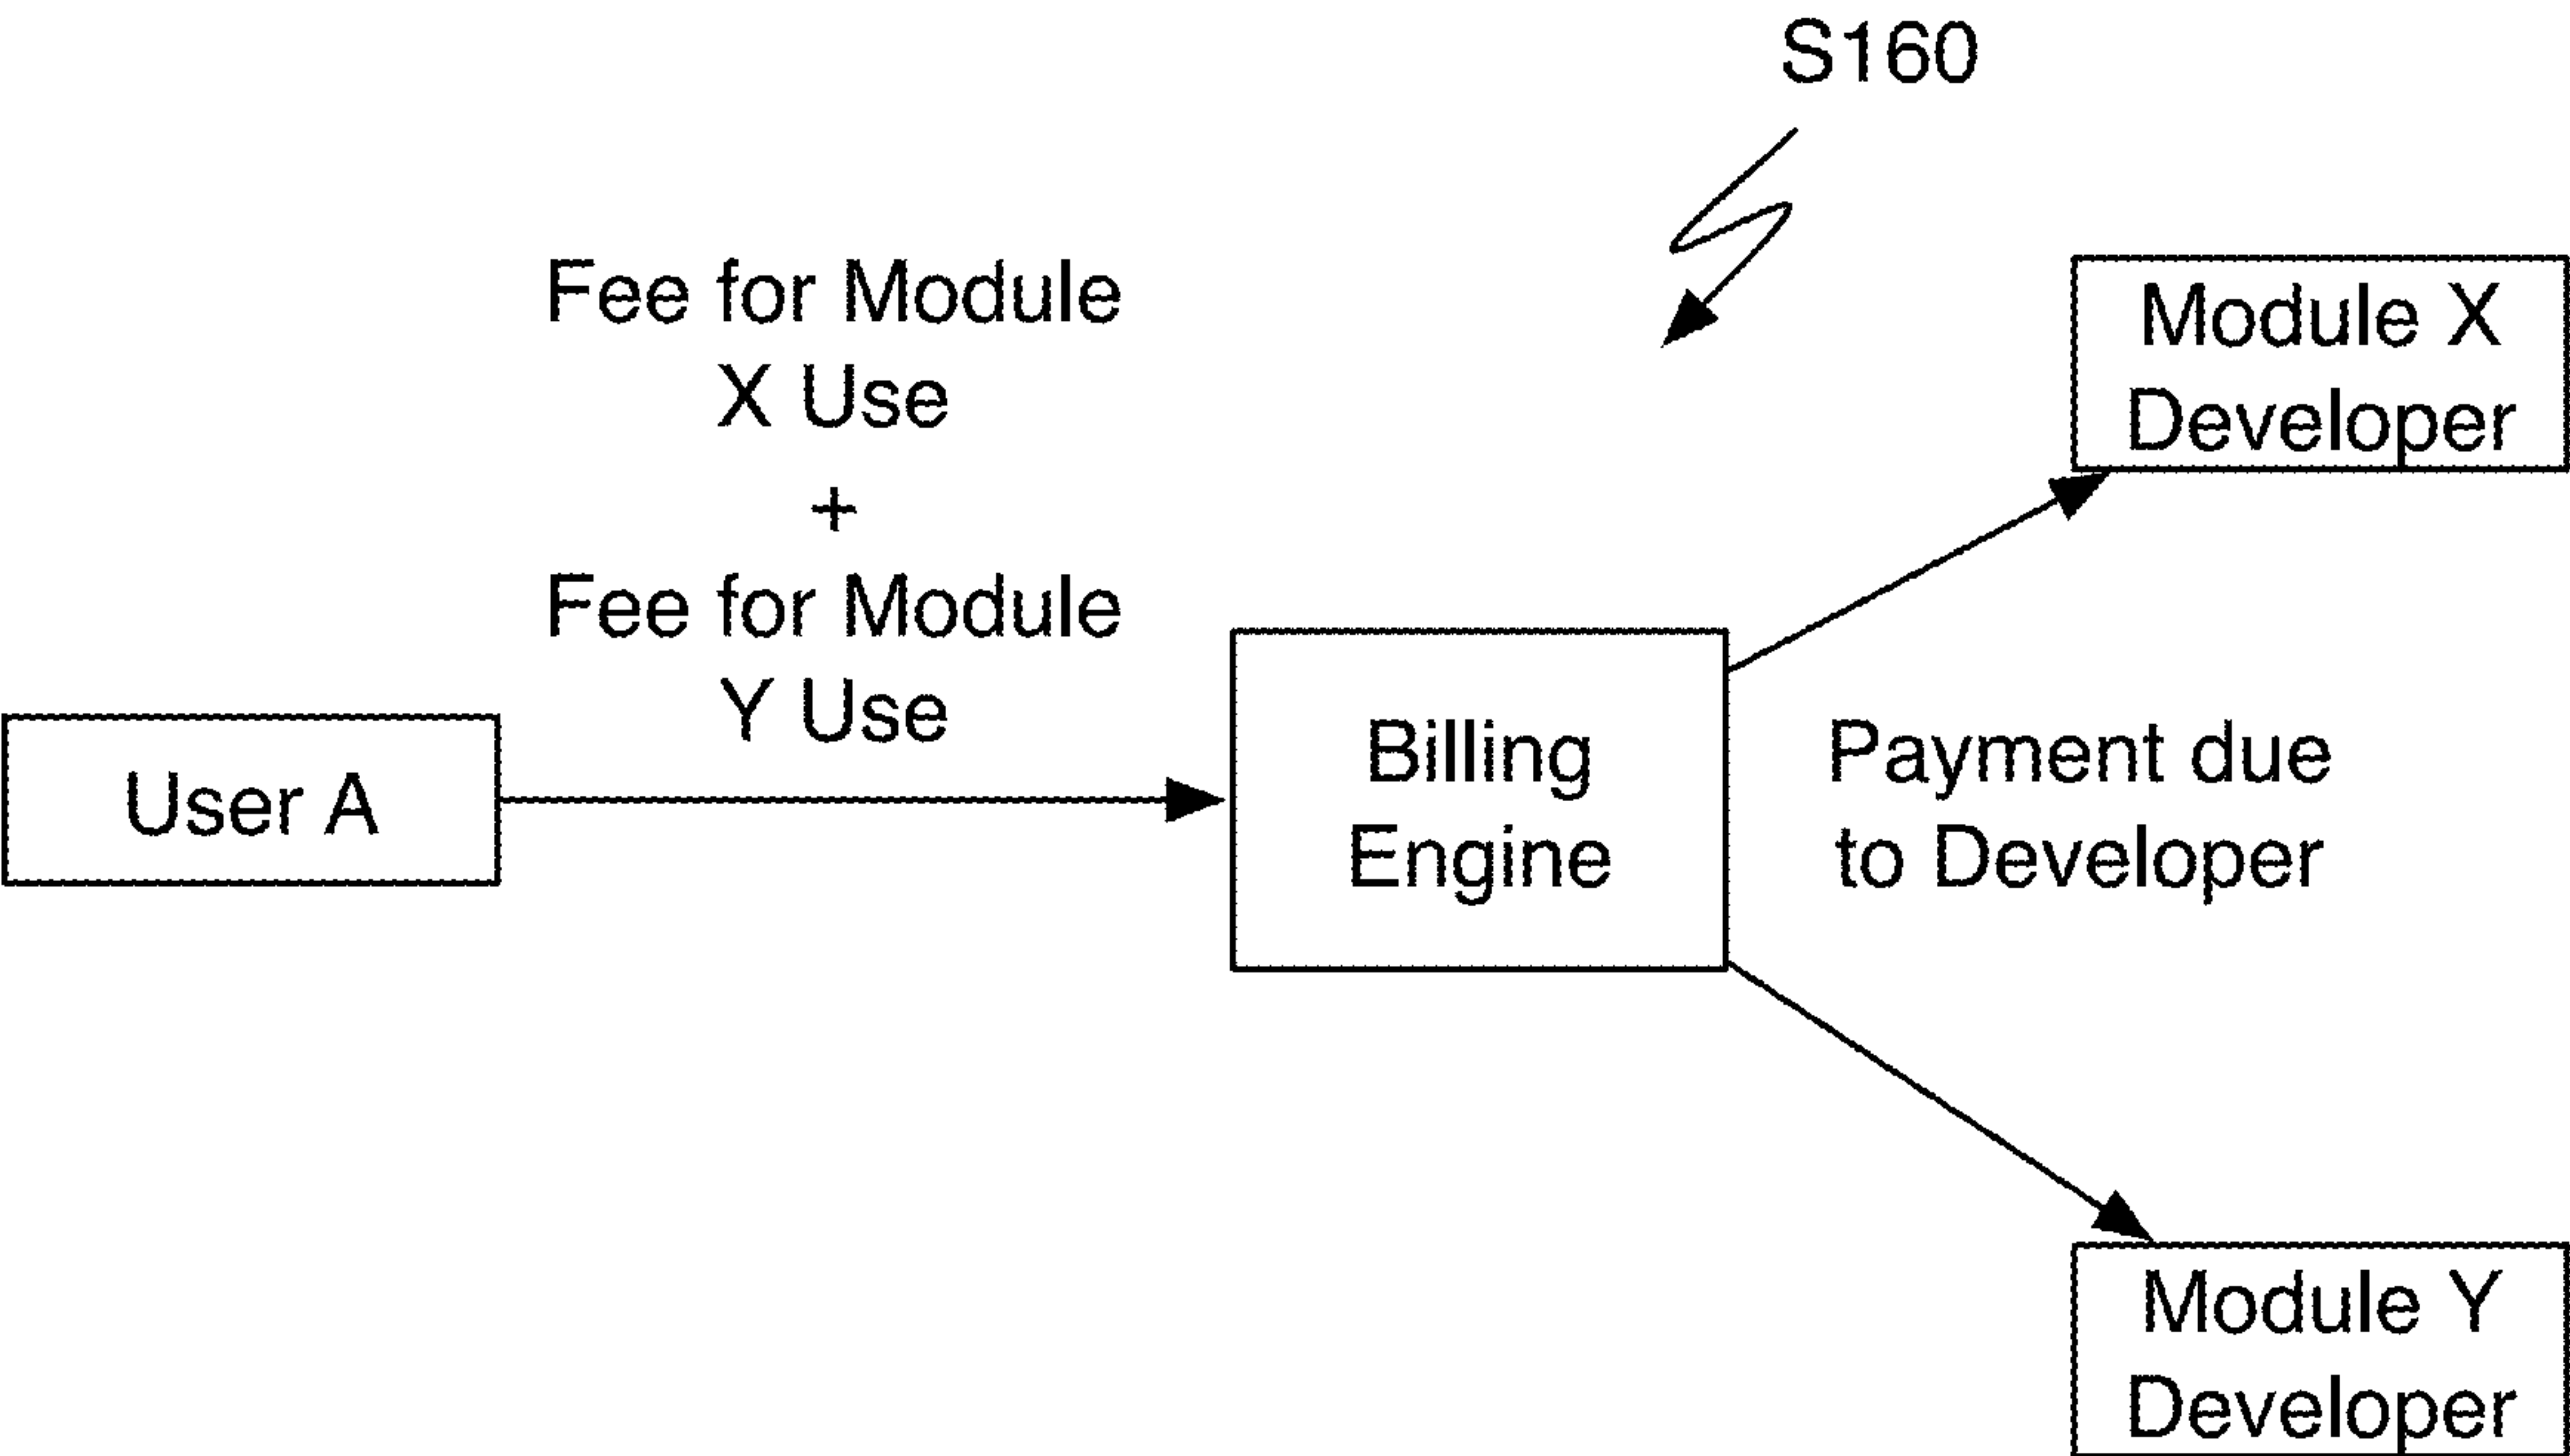 S160
Fee for Module
X Use
+
Fee for Module
Y Use
Module X
Developer
User A
Billing
Engine
Payment due
to Developer
Module Y
Developer